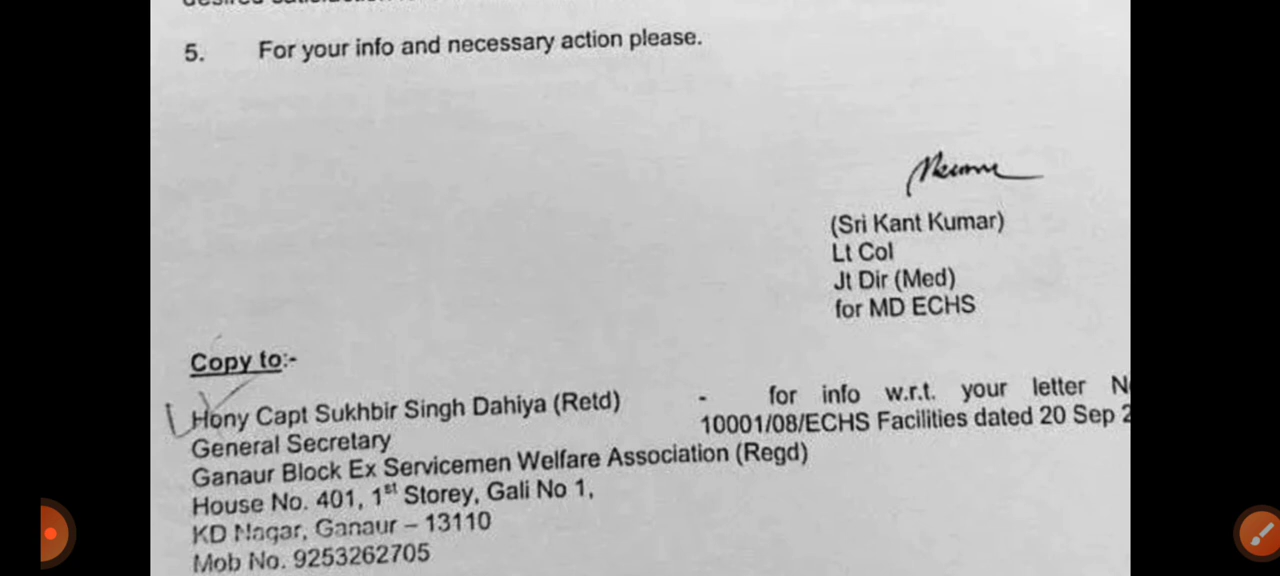 5. For your info and necessary action please.
(Sri Kant Kumar)
Lt Col
Jt Dir (Med)
for MD ECHS
Copy to:-
Hony Capt Sukhbir Singh Dahiya (Retd) - for info w.r.t. your letter
General Secretary 10001/08/ECHS Facilities dated 20 Sep
Ganaur Block Ex Servicemen Welfare Association (Regd)
House No. 401, 1st Storey, Gali No 1,
KD Nagar, Ganaur – 13110
Mob No. 9253262705